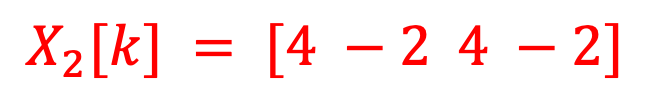 X₂[k] = [4 − 2 4 − 2]